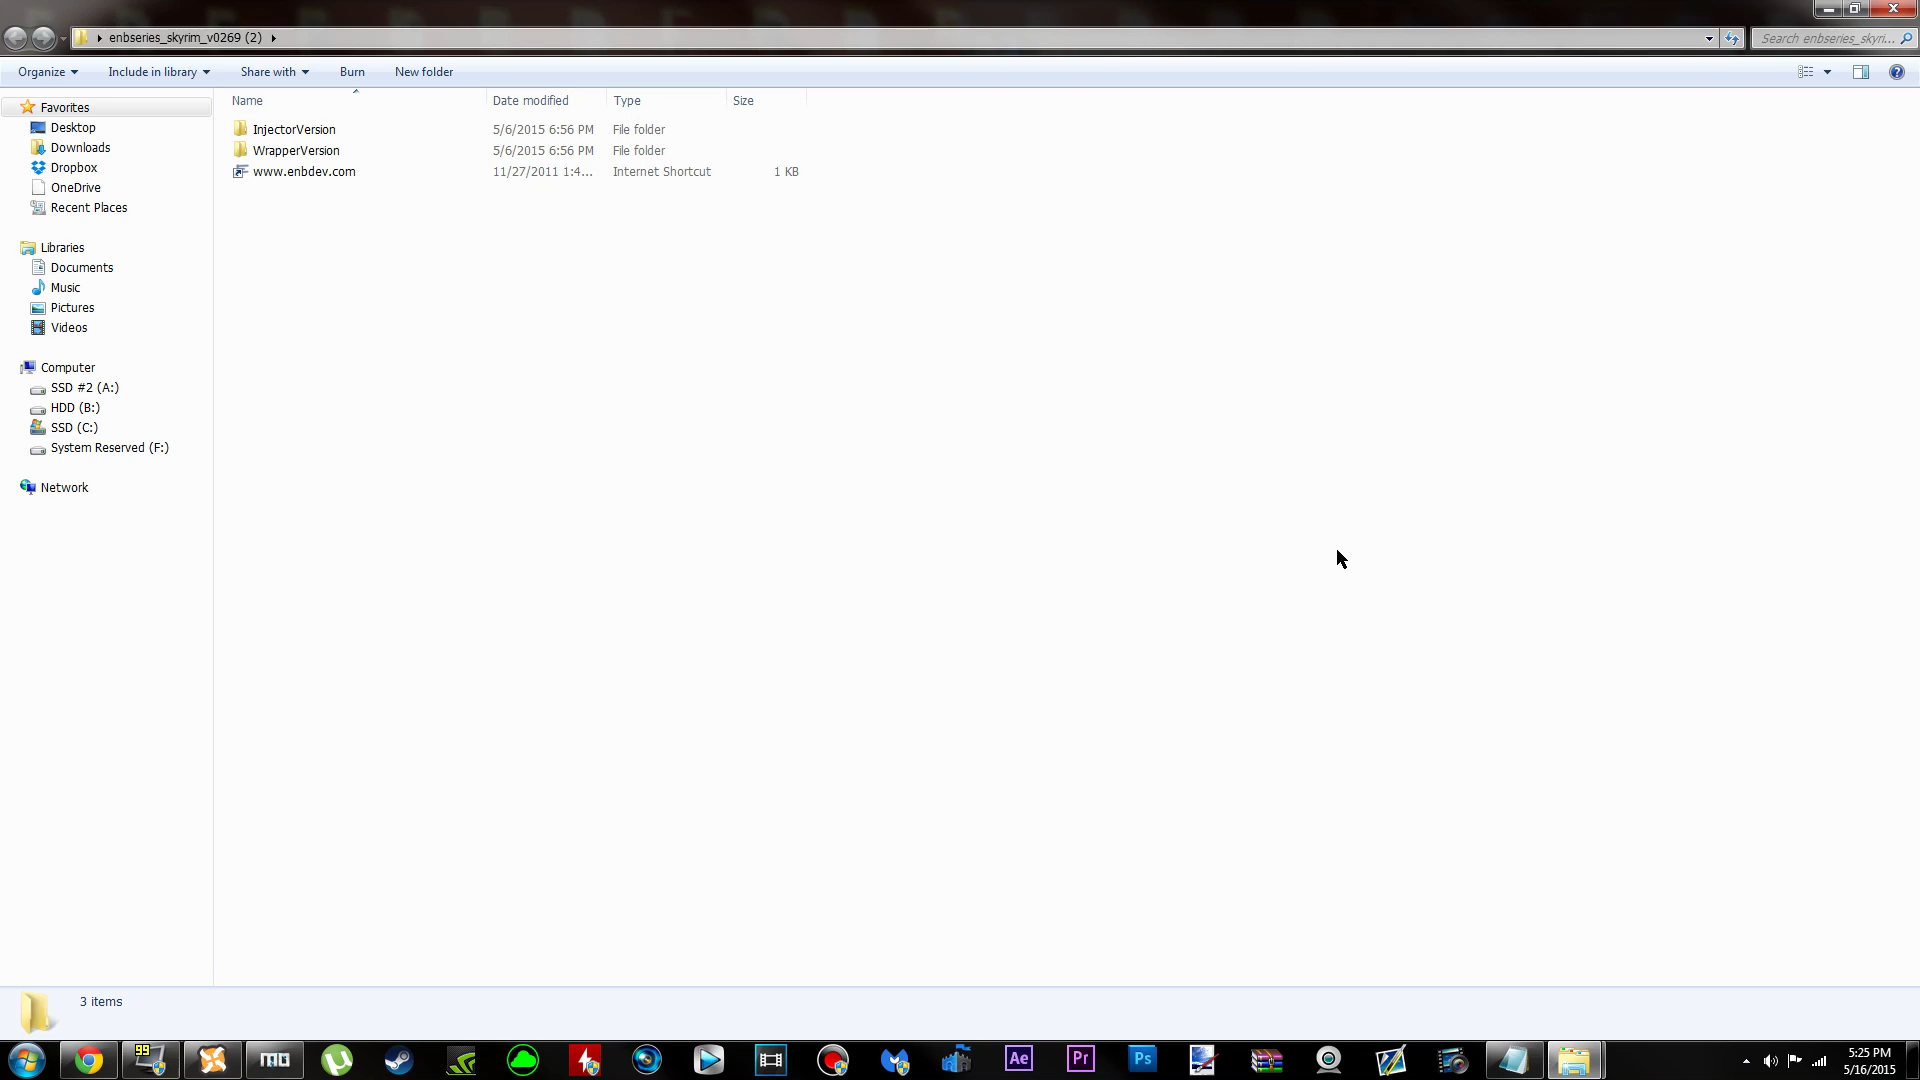 enbseries_skyrim_v0269 (2)
Search enbseries_skyri...
Organize Include in library Share with Burn New folder
Name Date modified Type Size
InjectorVersion 5/6/2015 6:56 PM File folder
WrapperVersion 5/6/2015 6:56 PM File folder
www.enbdev.com 11/27/2011 1:4... Internet Shortcut 1 KB
Favorites
Desktop
Downloads
Dropbox
OneDrive
Recent Places
Libraries
Documents
Music
Pictures
Videos
Computer
SSD #2 (A:)
HDD (B:)
SSD (C:)
System Reserved (F:)
Network
3 items
99
MO
Ae
Pr
Ps
5:25 PM
5/16/2015